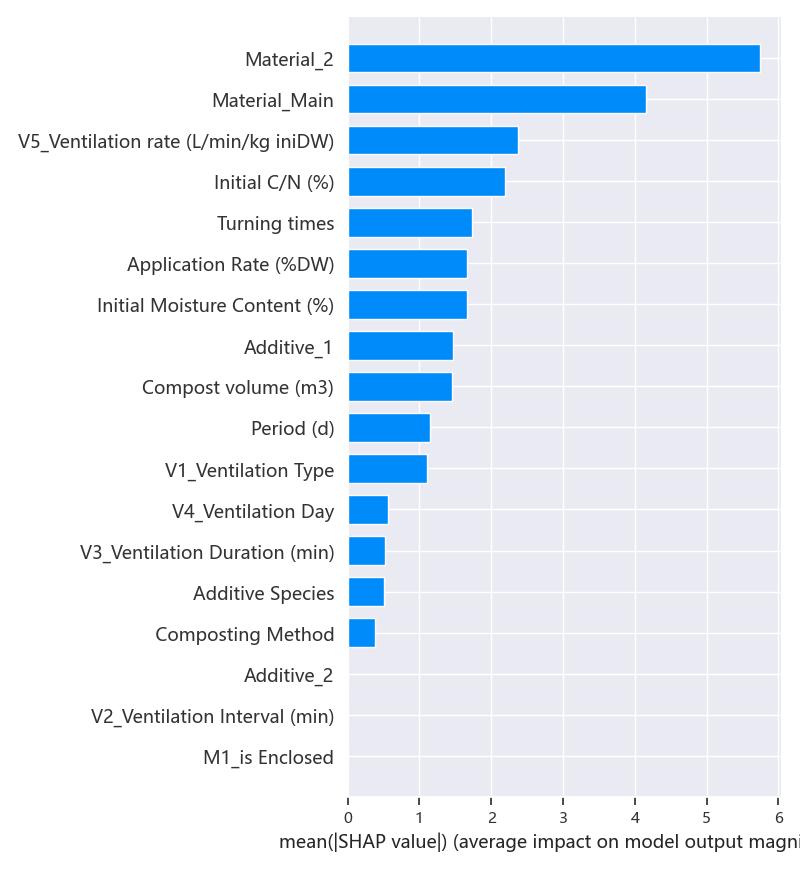 Material_2
Material_Main
V5_Ventilation rate (L/min/kg iniDW)
Initial C/N (%)
Turning times
Application Rate (%DW)
Initial Moisture Content (%)
Additive_1
Compost volume (m3)
Period (d)
V1_Ventilation Type
V4_Ventilation Day
V3_Ventilation Duration (min)
Additive Species
Composting Method
Additive_2
V2_Ventilation Interval (min)
M1_is Enclosed
0 1 2 3 4 5 6
mean(|SHAP value|) (average impact on model output magni